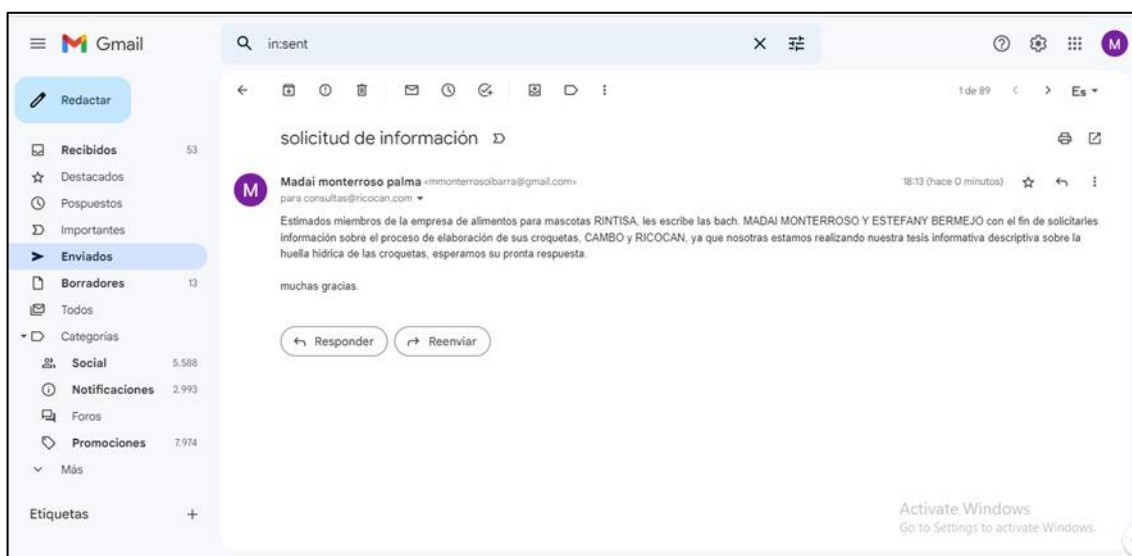 Gmail
in:sent
M
Redactar
1 de 89
Es
Recibidos 53
Destacados
Pospuestos
Importantes
Enviados
Borradores 13
Todos
Categorías
Social 5.588
Notificaciones 2.993
Foros
Promociones 7.974
Más
Etiquetas
solicitud de información
M
Madai monterroso palma <mmonterrosoibarra@gmail.com>
18:13 (hace 0 minutos)
para consultas@ricocan.com
Estimados miembros de la empresa de alimentos para mascotas RINTISA, les escribe las bach. MADAI MONTERROSO Y ESTEFANY BERMEJO con el fin de solicitarles
información sobre el proceso de elaboración de sus croquetas, CAMBO y RICOCAN, ya que nosotras estamos realizando nuestra tesis informativa descriptiva sobre la
huella hidrica de las croquetas, esperamos su pronta respuesta.
muchas gracias.
Responder
Reenviar
Activate Windows
Go to Settings to activate Windows.